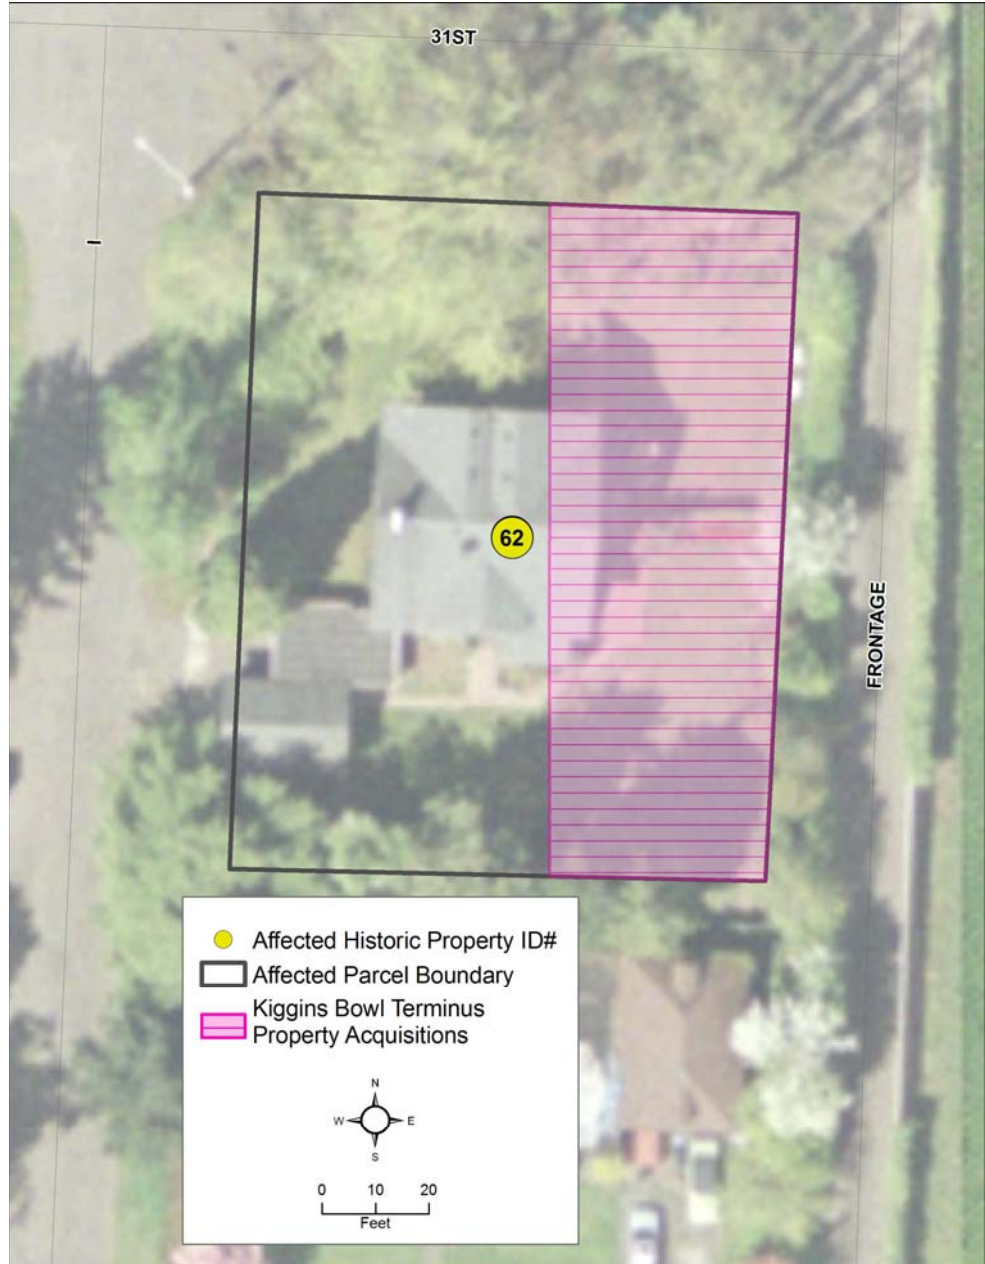 31ST
I
62
FRONTAGE
Affected Historic Property ID#
Affected Parcel Boundary
Kiggins Bowl Terminus
Property Acquisitions
N
W E
S
0 10 20
Feet